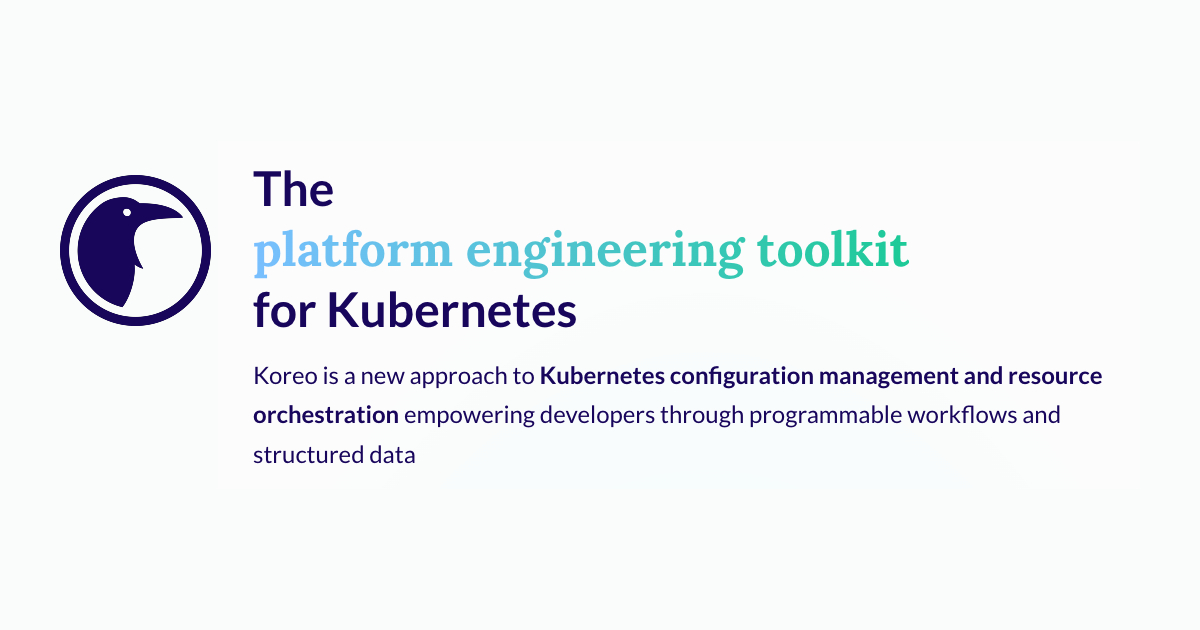 The
platform engineering toolkit
for Kubernetes
Koreo is a new approach to Kubernetes configuration management and resource
orchestration empowering developers through programmable workflows and
structured data